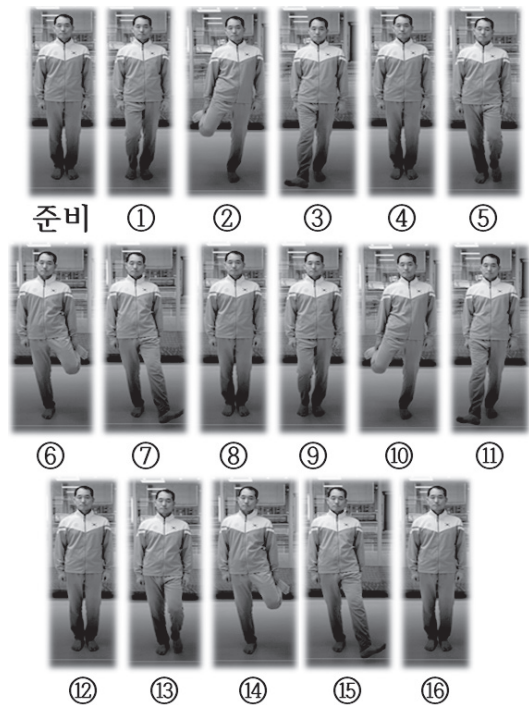 준비 ① ② ③ ④ ⑤
⑥ ⑦ ⑧ ⑨ ⑩ ⑪
⑫ ⑬ ⑭ ⑮ ⑯